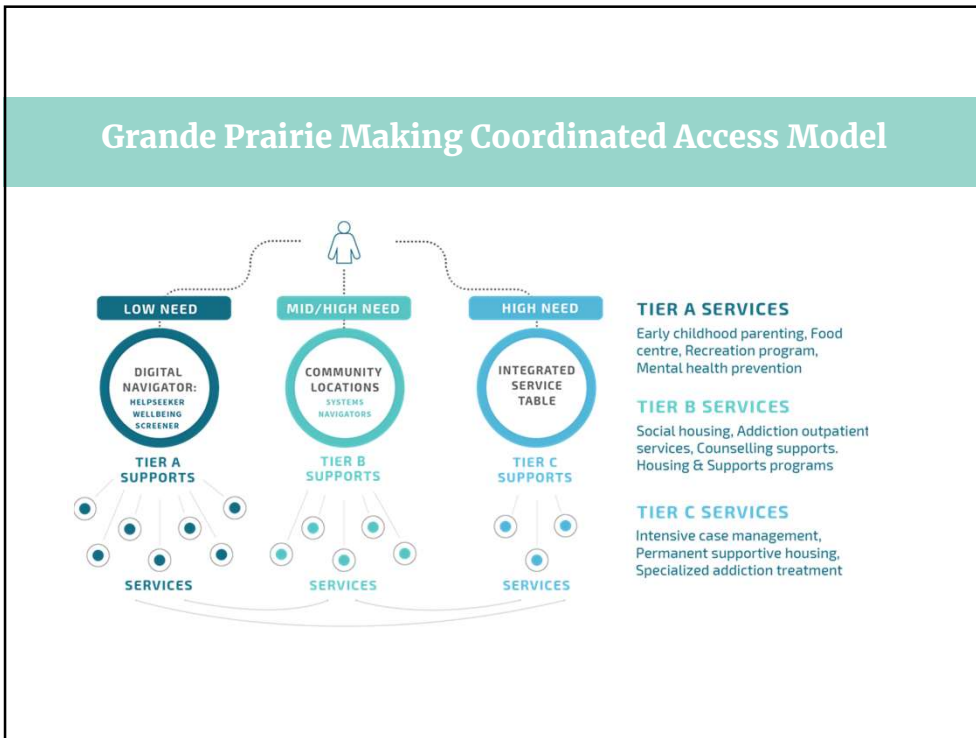 Grande Prairie Making Coordinated Access Model
LOW NEED
DIGITAL
NAVIGATOR:
HELPSEEKER
WELLBEING
SCREENER
TIER A
SUPPORTS
SERVICES
MID/HIGH NEED
COMMUNITY
LOCATIONS
SYSTEMS
NAVIGATORS
TIER B
SUPPORTS
SERVICES
HIGH NEED
INTEGRATED
SERVICE
TABLE
TIER C
SUPPORTS
SERVICES
TIER A SERVICES
Early childhood parenting, Food
centre, Recreation program,
Mental health prevention
TIER B SERVICES
Social housing, Addiction outpatient
services, Counselling supports.
Housing & Supports programs
TIER C SERVICES
Intensive case management,
Permanent supportive housing,
Specialized addiction treatment